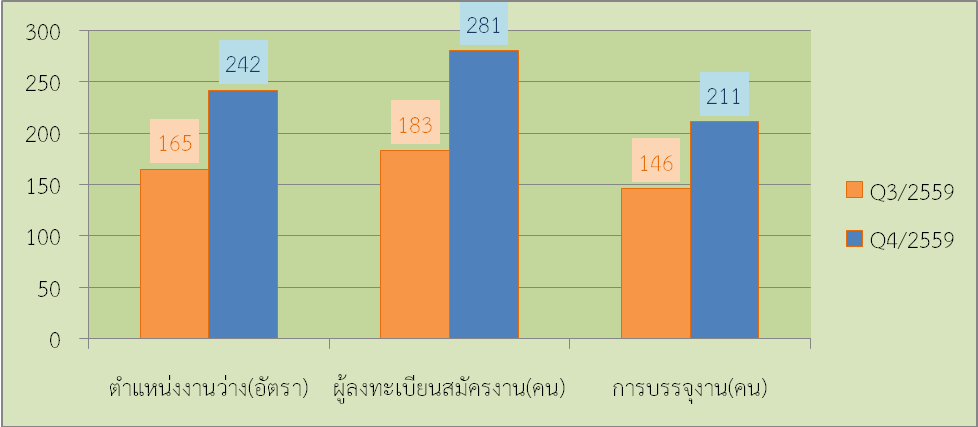 300
250
200
150
100
50
0
165
242
183
281
146
211
ตำแหน่งงานว่าง(อัตรา)
ผู้ลงทะเบียนสมัครงาน(คน)
การบรรจุงาน(คน)
Q3/2559
Q4/2559